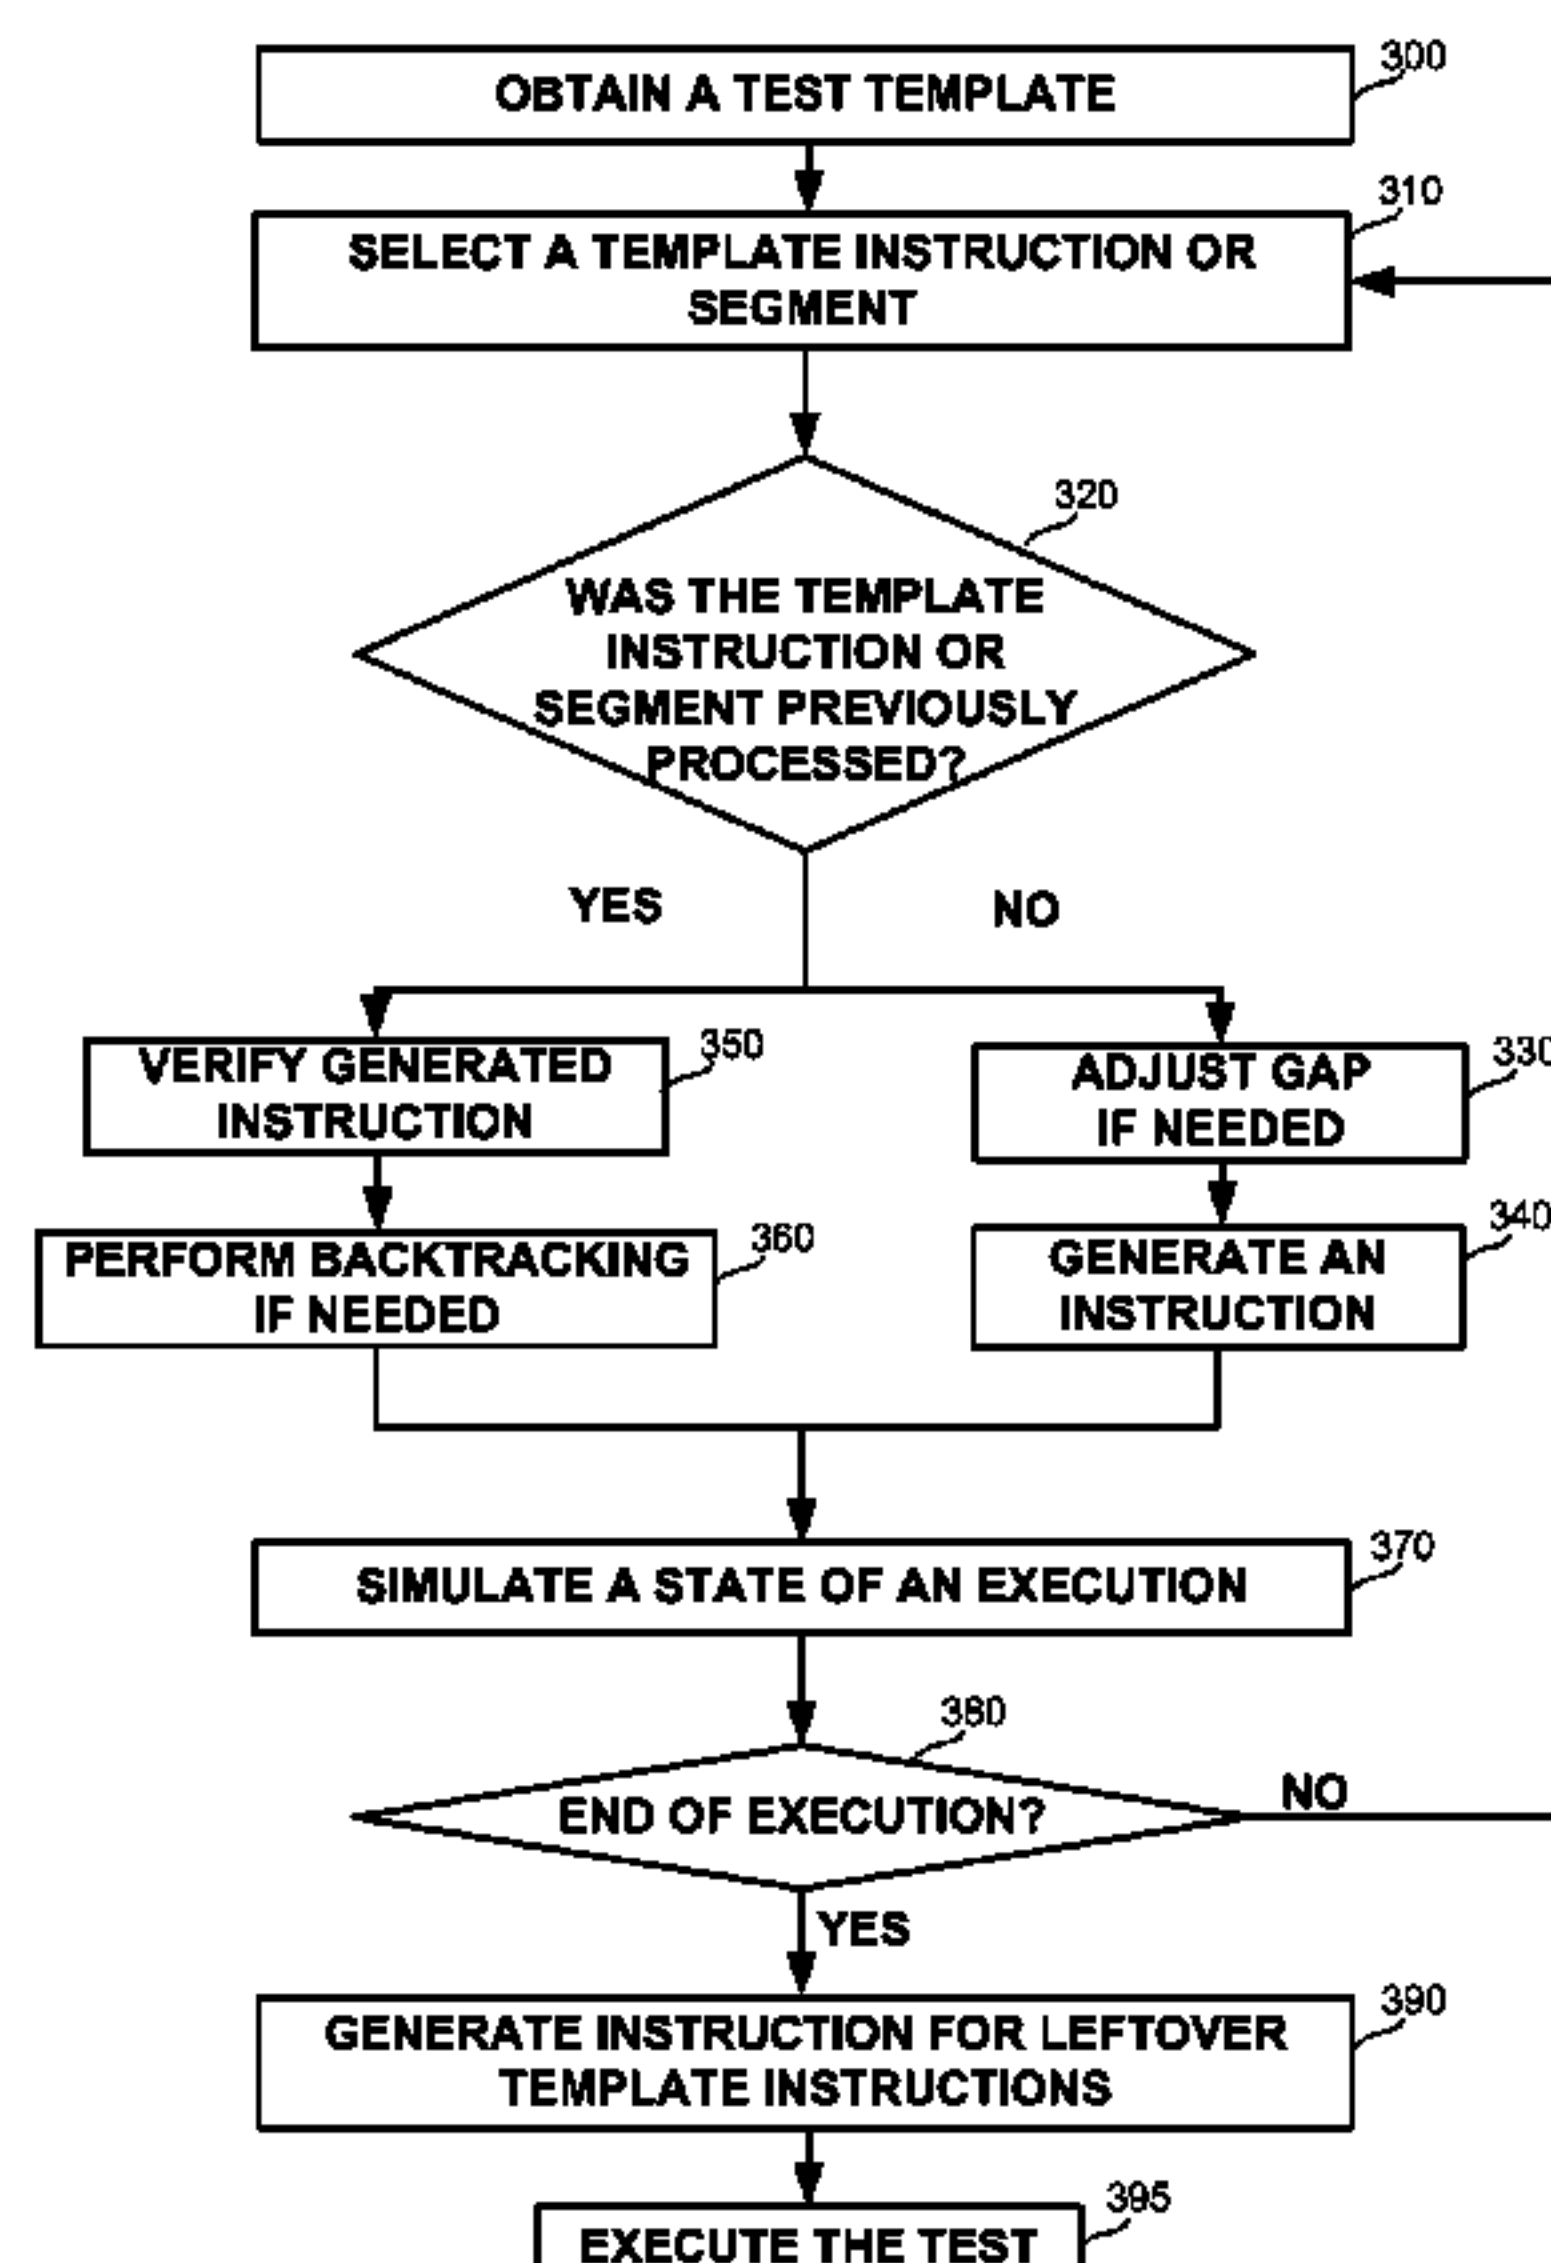 300
OBTAIN A TEST TEMPLATE
310
SELECT A TEMPLATE INSTRUCTION OR
SEGMENT
320
WAS THE TEMPLATE
INSTRUCTION OR
SEGMENT PREVIOUSLY
PROCESSED?
YES
NO
350
VERIFY GENERATED
INSTRUCTION
330
ADJUST GAP
IF NEEDED
360
PERFORM BACKTRACKING
IF NEEDED
340
GENERATE AN
INSTRUCTION
370
SIMULATE A STATE OF AN EXECUTION
380
END OF EXECUTION?
NO
YES
390
GENERATE INSTRUCTION FOR LEFTOVER
TEMPLATE INSTRUCTIONS
395
EXECUTE THE TEST